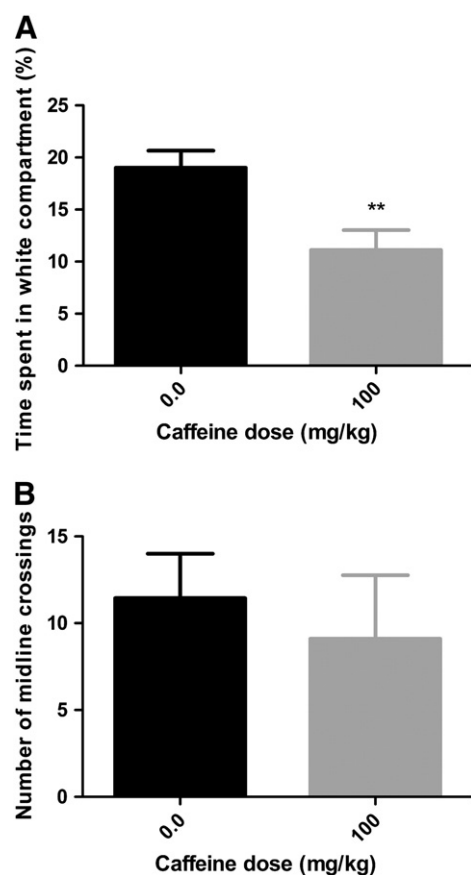 A
Time spent in white compartment (%)
25
20
15
10
5
0
**
0.0
100
Caffeine dose (mg/kg)
B
Number of midline crossings
15
10
5
0
0.0
100
Caffeine dose (mg/kg)